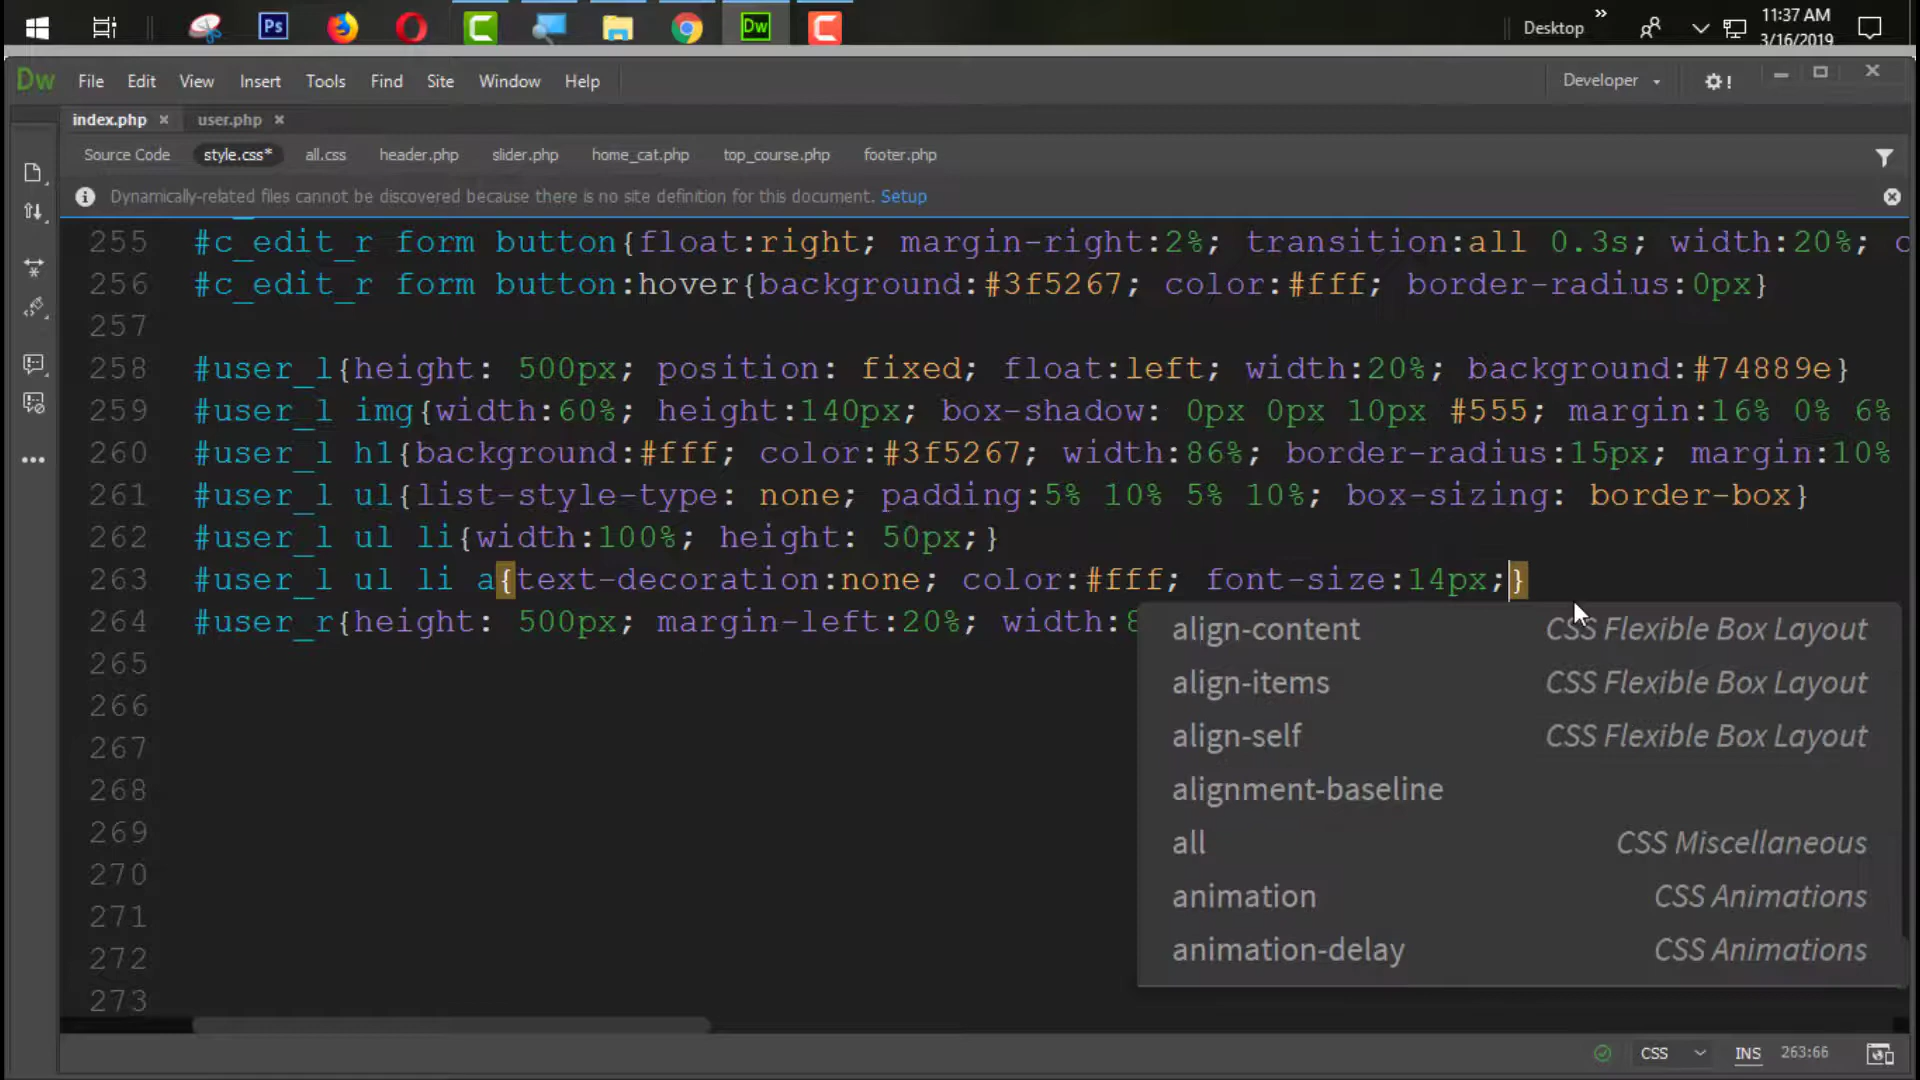 Ps
Dw
Desktop
»
11:37 AM
3/16/2019
Dw File Edit View Insert Tools Find Site Window Help
Developer
index.php × user.php ×
Source Code style.css* all.css header.php slider.php home_cat.php top_course.php footer.php
Dynamically-related files cannot be discovered because there is no site definition for this document. Setup
255 #c_edit_r form button{float:right; margin-right:2%; transition:all 0.3s; width:20%; c
256 #c_edit_r form button:hover{background:#3f5267; color:#fff; border-radius:0px}
257
258 #user_l{height: 500px; position: fixed; float:left; width:20%; background:#74889e}
259 #user_l img{width:60%; height:140px; box-shadow: 0px 0px 10px #555; margin:16% 0% 6%
260 #user_l h1{background:#fff; color:#3f5267; width:86%; border-radius:15px; margin:10%
261 #user_l ul{list-style-type: none; padding:5% 10% 5% 10%; box-sizing: border-box}
262 #user_l ul li{width:100%; height: 50px;}
263 #user_l ul li a{text-decoration:none; color:#fff; font-size:14px;}
264 #user_r{height: 500px; margin-left:20%; width:8
265
266
267
268
269
270
271
272
273
align-content CSS Flexible Box Layout
align-items CSS Flexible Box Layout
align-self CSS Flexible Box Layout
alignment-baseline
all CSS Miscellaneous
animation CSS Animations
animation-delay CSS Animations
CSS INS 263:66